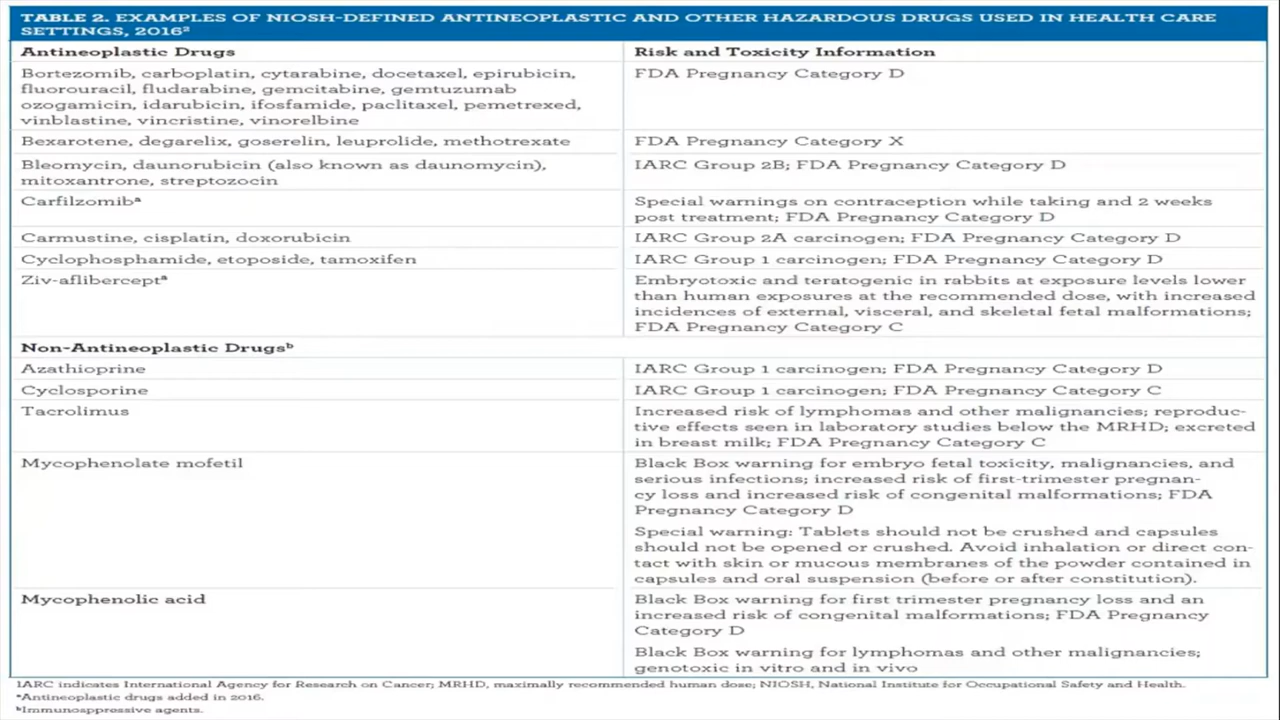 TABLE 2. EXAMPLES OF NIOSH-DEFINED ANTINEOPLASTIC AND OTHER HAZARDOUS DRUGS USED IN HEALTH CARE
SETTINGS, 2016²
Antineoplastic Drugs
Risk and Toxicity Information
Bortezomib, carboplatin, cytarabine, docetaxel, epirubicin,
fluorouracil, fludarabine, gemcitabine, gemtuzumab
ozogamicin, idarubicin, ifosfamide, paclitaxel, pemetrexed,
vinblastine, vincristine, vinorelbine
FDA Pregnancy Category D
Bexarotene, degarelix, goserelin, leuprolide, methotrexate
FDA Pregnancy Category X
Bleomycin, daunorubicin (also known as daunomycin),
mitoxantrone, streptozocin
IARC Group 2B; FDA Pregnancy Category D
Carfilzomibª
Special warnings on contraception while taking and 2 weeks
post treatment; FDA Pregnancy Category D
Carmustine, cisplatin, doxorubicin
IARC Group 2A carcinogen; FDA Pregnancy Category D
Cyclophosphamide, etoposide, tamoxifen
IARC Group 1 carcinogen; FDA Pregnancy Category D
Ziv-afliberceptª
Embryotoxic and teratogenic in rabbits at exposure levels lower
than human exposures at the recommended dose, with increased
incidences of external, visceral, and skeletal fetal malformations;
FDA Pregnancy Category C
Non-Antineoplastic Drugsᵇ
Azathioprine
IARC Group 1 carcinogen; FDA Pregnancy Category D
Cyclosporine
IARC Group 1 carcinogen; FDA Pregnancy Category C
Tacrolimus
Increased risk of lymphomas and other malignancies; reproduc-
tive effects seen in laboratory studies below the MRHD; excreted
in breast milk; FDA Pregnancy Category C
Mycophenolate mofetil
Black Box warning for embryo fetal toxicity, malignancies, and
serious infections; increased risk of first-trimester pregnan-
cy loss and increased risk of congenital malformations; FDA
Pregnancy Category D
Special warning: Tablets should not be crushed and capsules
should not be opened or crushed. Avoid inhalation or direct con-
tact with skin or mucous membranes of the powder contained in
capsules and oral suspension (before or after constitution).
Mycophenolic acid
Black Box warning for first trimester pregnancy loss and an
increased risk of congenital malformations; FDA Pregnancy
Category D
Black Box warning for lymphomas and other malignancies;
genotoxic in vitro and in vivo
IARC indicates International Agency for Research on Cancer; MRHD, maximally recommended human dose; NIOSH, National Institute for Occupational Safety and Health.
ªAntineoplastic drugs added in 2016.
ᵇImmunosppressive agents.